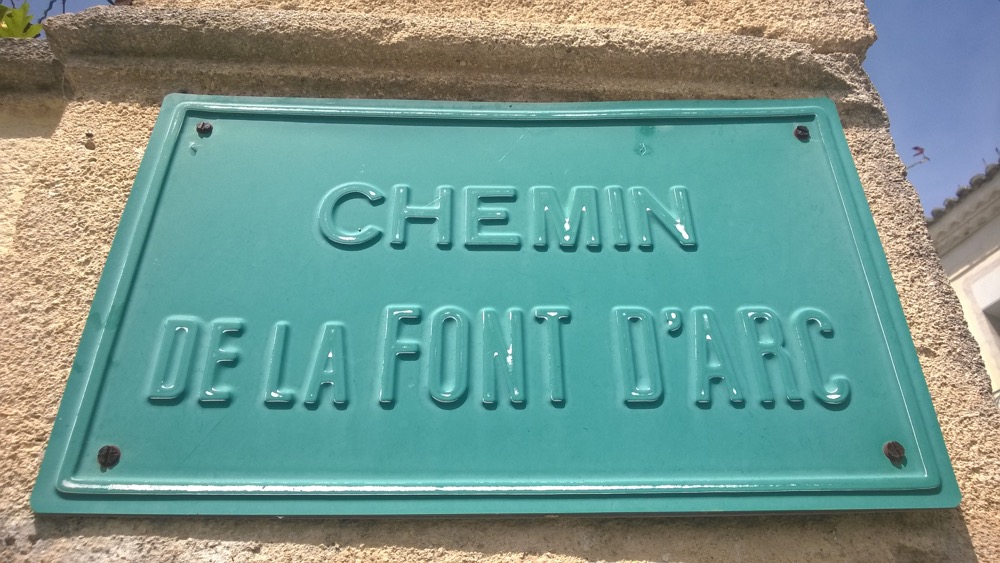 CHEMIN
DE LA FONT D'ARC